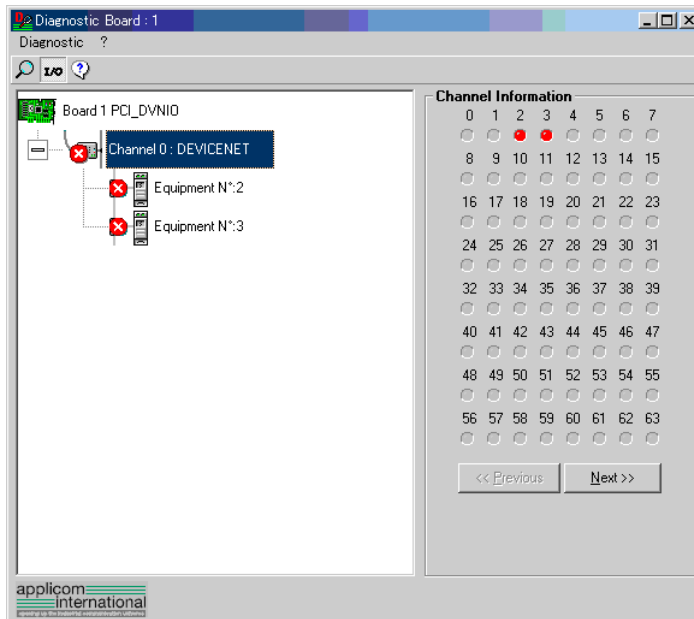 Diagnostic Board : 1
Diagnostic ?
I/O
Board 1 PCI_DVNIO
Channel 0 : DEVICENET
Equipment N°:2
Equipment N°:3
Channel Information
0 1 2 3 4 5 6 7
8 9 10 11 12 13 14 15
16 17 18 19 20 21 22 23
24 25 26 27 28 29 30 31
32 33 34 35 36 37 38 39
40 41 42 43 44 45 46 47
48 49 50 51 52 53 54 55
56 57 58 59 60 61 62 63
<< Previous Next >>
applicom
international